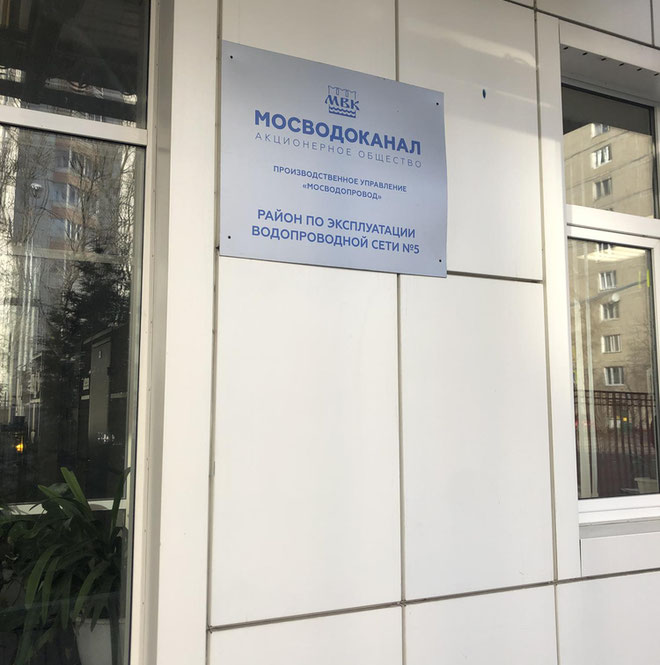 МВК
МОСВОДОКАНАЛ
АКЦИОНЕРНОЕ ОБЩЕСТВО
ПРОИЗВОДСТВЕННОЕ УПРАВЛЕНИЕ
«МОСВОДОПРОВОД»
РАЙОН ПО ЭКСПЛУАТАЦИИ
ВОДОПРОВОДНОЙ СЕТИ №5